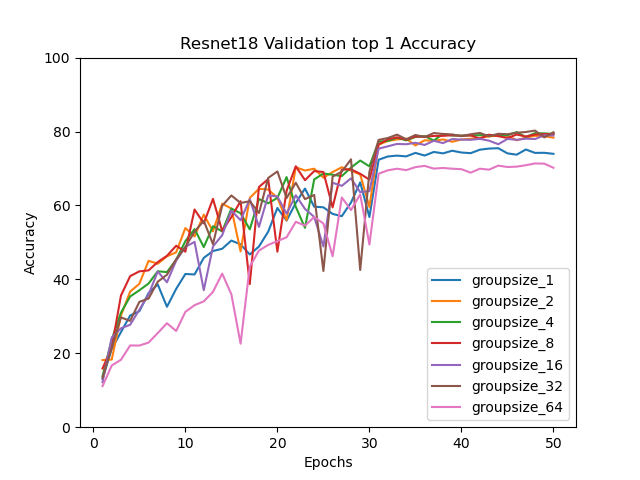 Resnet18 Validation top 1 Accuracy
100
80
60
40
20
0
Accuracy
0 10 20 30 40 50
Epochs
groupsize_1
groupsize_2
groupsize_4
groupsize_8
groupsize_16
groupsize_32
groupsize_64